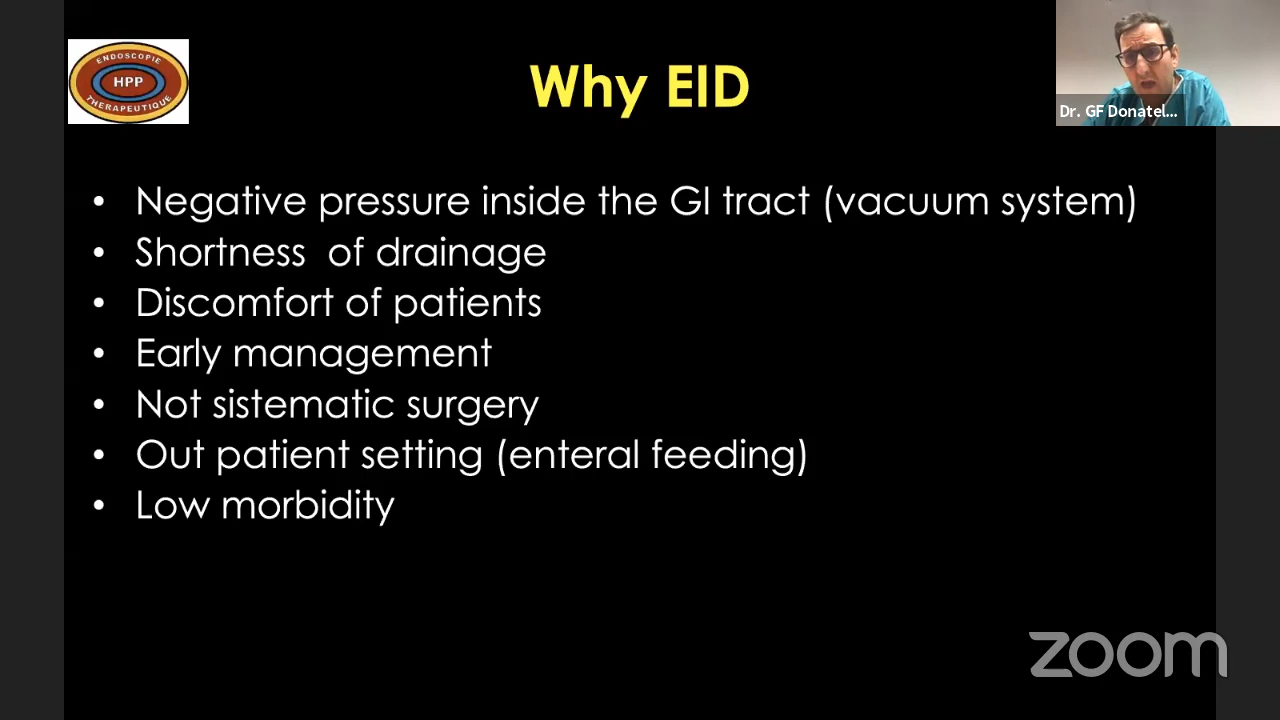 ENDOSCOPIE
HPP
THERAPEUTIQUE
Why EID
Dr. GF Donatel...
• Negative pressure inside the GI tract (vacuum system)
• Shortness  of drainage
• Discomfort of patients
• Early management
• Not sistematic surgery
• Out patient setting (enteral feeding)
• Low morbidity
zoom